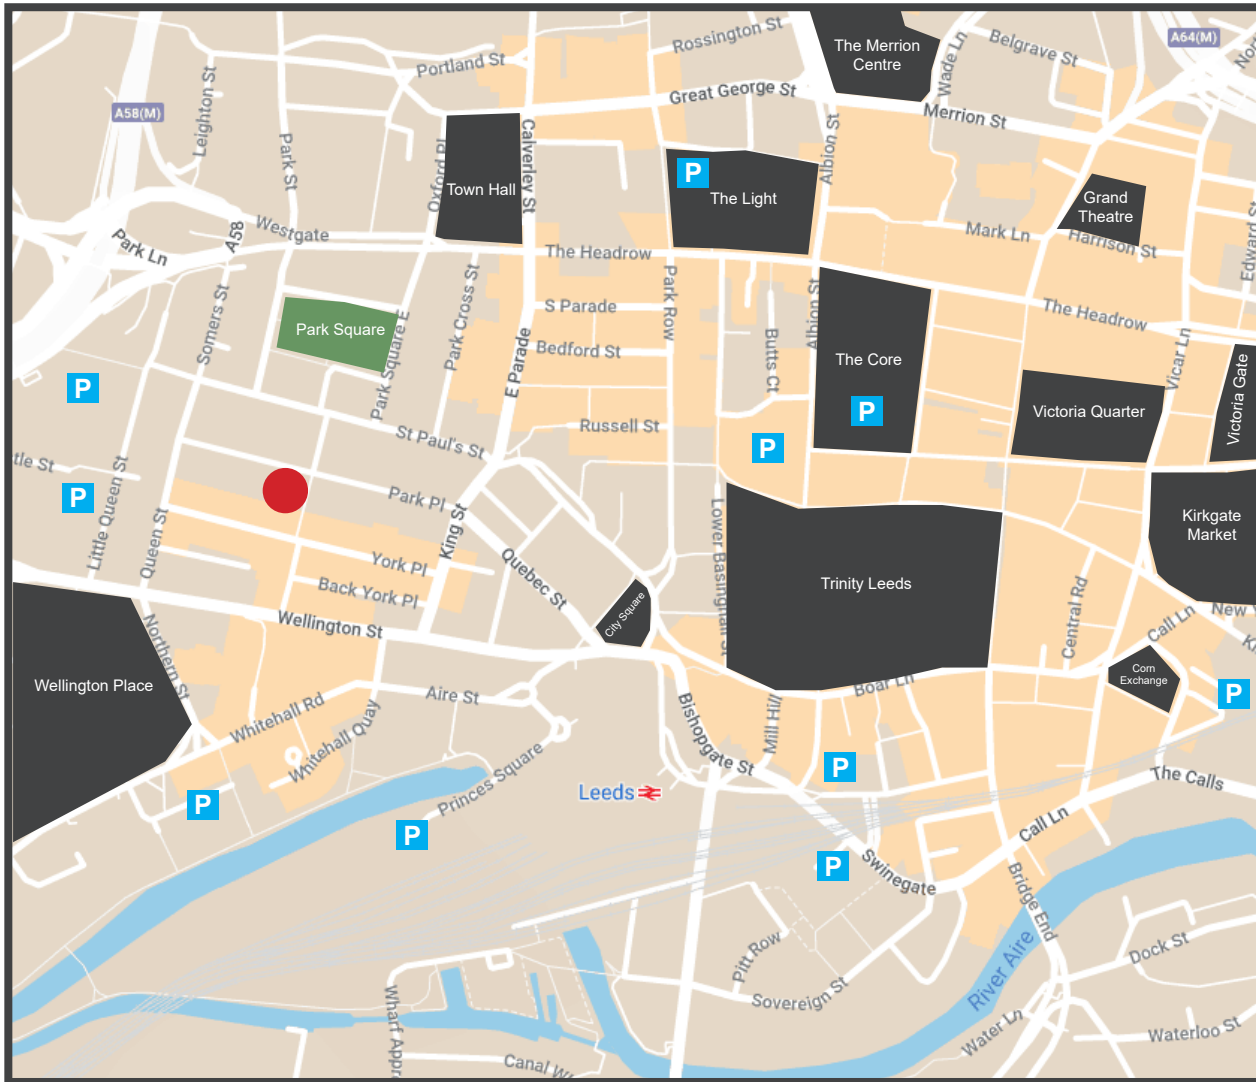 Rossington St
The Merrion
Centre
Wade Ln
Belgrave St
A64(M)
Portland St
Great George St
Merrion St
A58(M)
Leighton St
Park St
Oxford Pl
Town Hall
Calverley St
P
The Light
Albion St
Grand
Theatre
Mark Ln
Harrison St
Edward St
Park Ln
A58
Westgate
The Headrow
Park Square
Somers St
Park Square E
Park Cross St
S Parade
Bedford St
E Parade
Park Row
Butts Ct
Albion St
The Core
P
The Headrow
Vicar Ln
Victoria Quarter
Victoria Gate
P
Russell St
P
St Paul's St
tle St
P
Little Queen St
Queen St
Park Pl
King St
York Pl
Back York Pl
Quebec St
Lower Basinghall St
Trinity Leeds
Kirkgate
Market
City Square
Wellington St
Central Rd
Call Ln
New Y
Ki
Northern St
Wellington Place
Corn
Exchange
P
Boar Ln
Aire St
Whitehall Rd
Whitehall Quay
Bishopgate St
Mill Hill
P
Princes Square
Leeds
The Calls
P
P
P
Call Ln
Swinegate
Bridge End
River Aire
Pitt Row
Sovereign St
Dock St
Water Ln
Waterloo St
Wharf Appr
Canal W